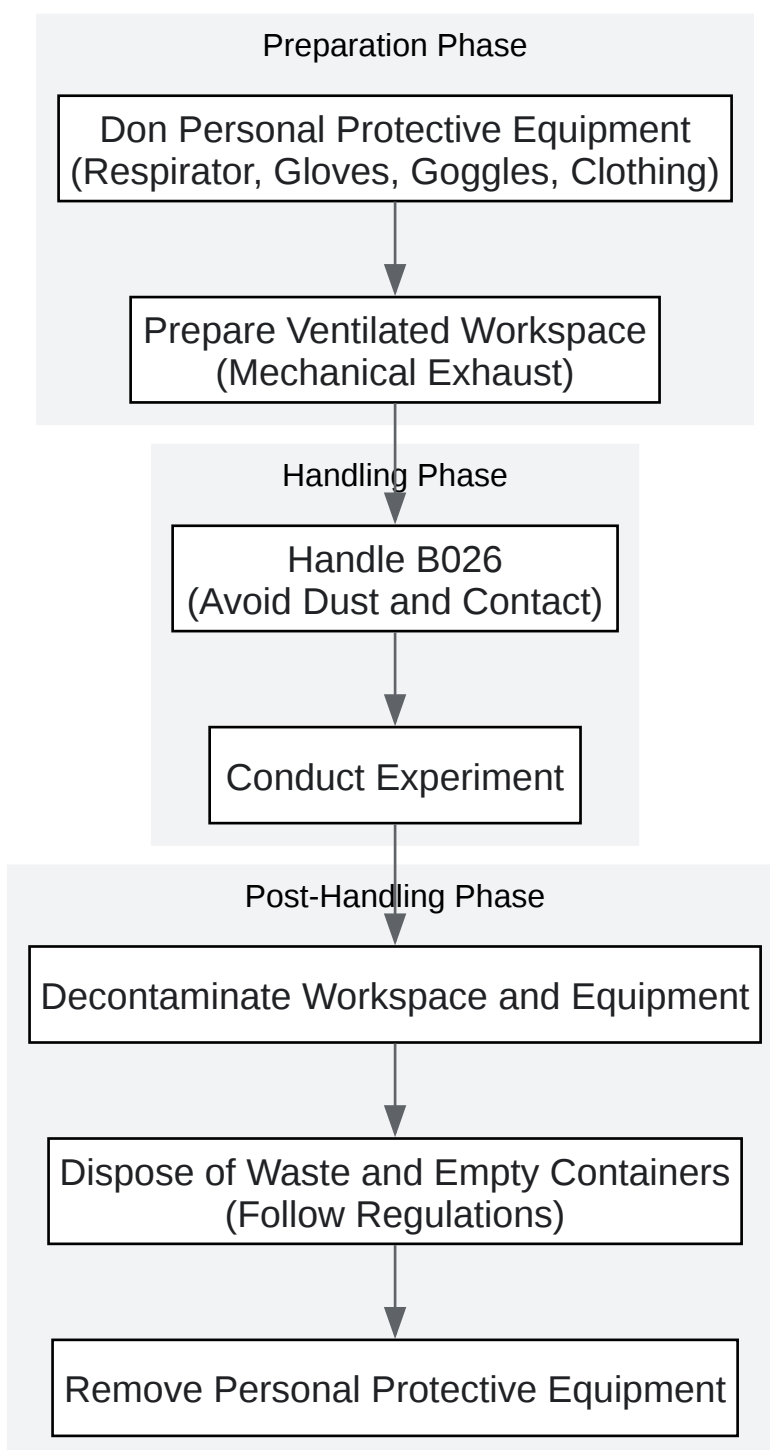 Preparation Phase
Don Personal Protective Equipment
(Respirator, Gloves, Goggles, Clothing)
Prepare Ventilated Workspace
(Mechanical Exhaust)
Handling Phase
Handle B026
(Avoid Dust and Contact)
Conduct Experiment
Post-Handling Phase
Decontaminate Workspace and Equipment
Dispose of Waste and Empty Containers
(Follow Regulations)
Remove Personal Protective Equipment